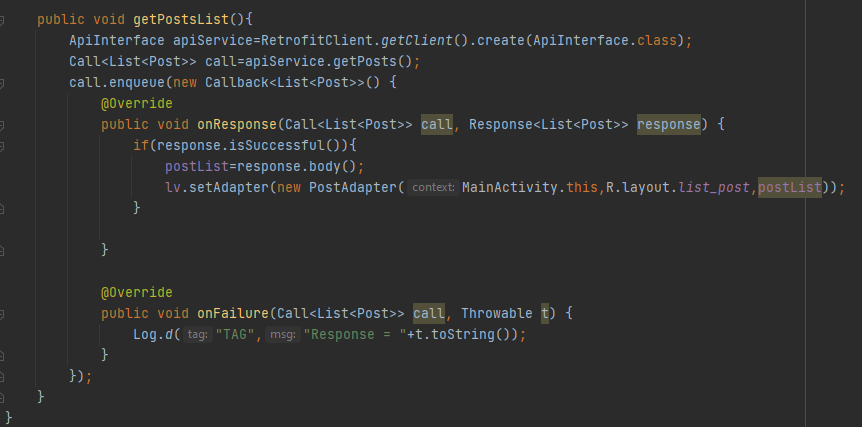 public void getPostsList(){
ApiInterface apiService=RetrofitClient.getClient().create(ApiInterface.class);
Call<List<Post>> call=apiService.getPosts();
call.enqueue(new Callback<List<Post>>() {
@Override
public void onResponse(Call<List<Post>> call, Response<List<Post>> response) {
if(response.isSuccessful()){
postList=response.body();
lv.setAdapter(new PostAdapter( context: MainActivity.this,R.layout.list_post,postList));
}
}
@Override
public void onFailure(Call<List<Post>> call, Throwable t) {
Log.d( tag: "TAG", msg: "Response = "+t.toString());
}
});
}
}